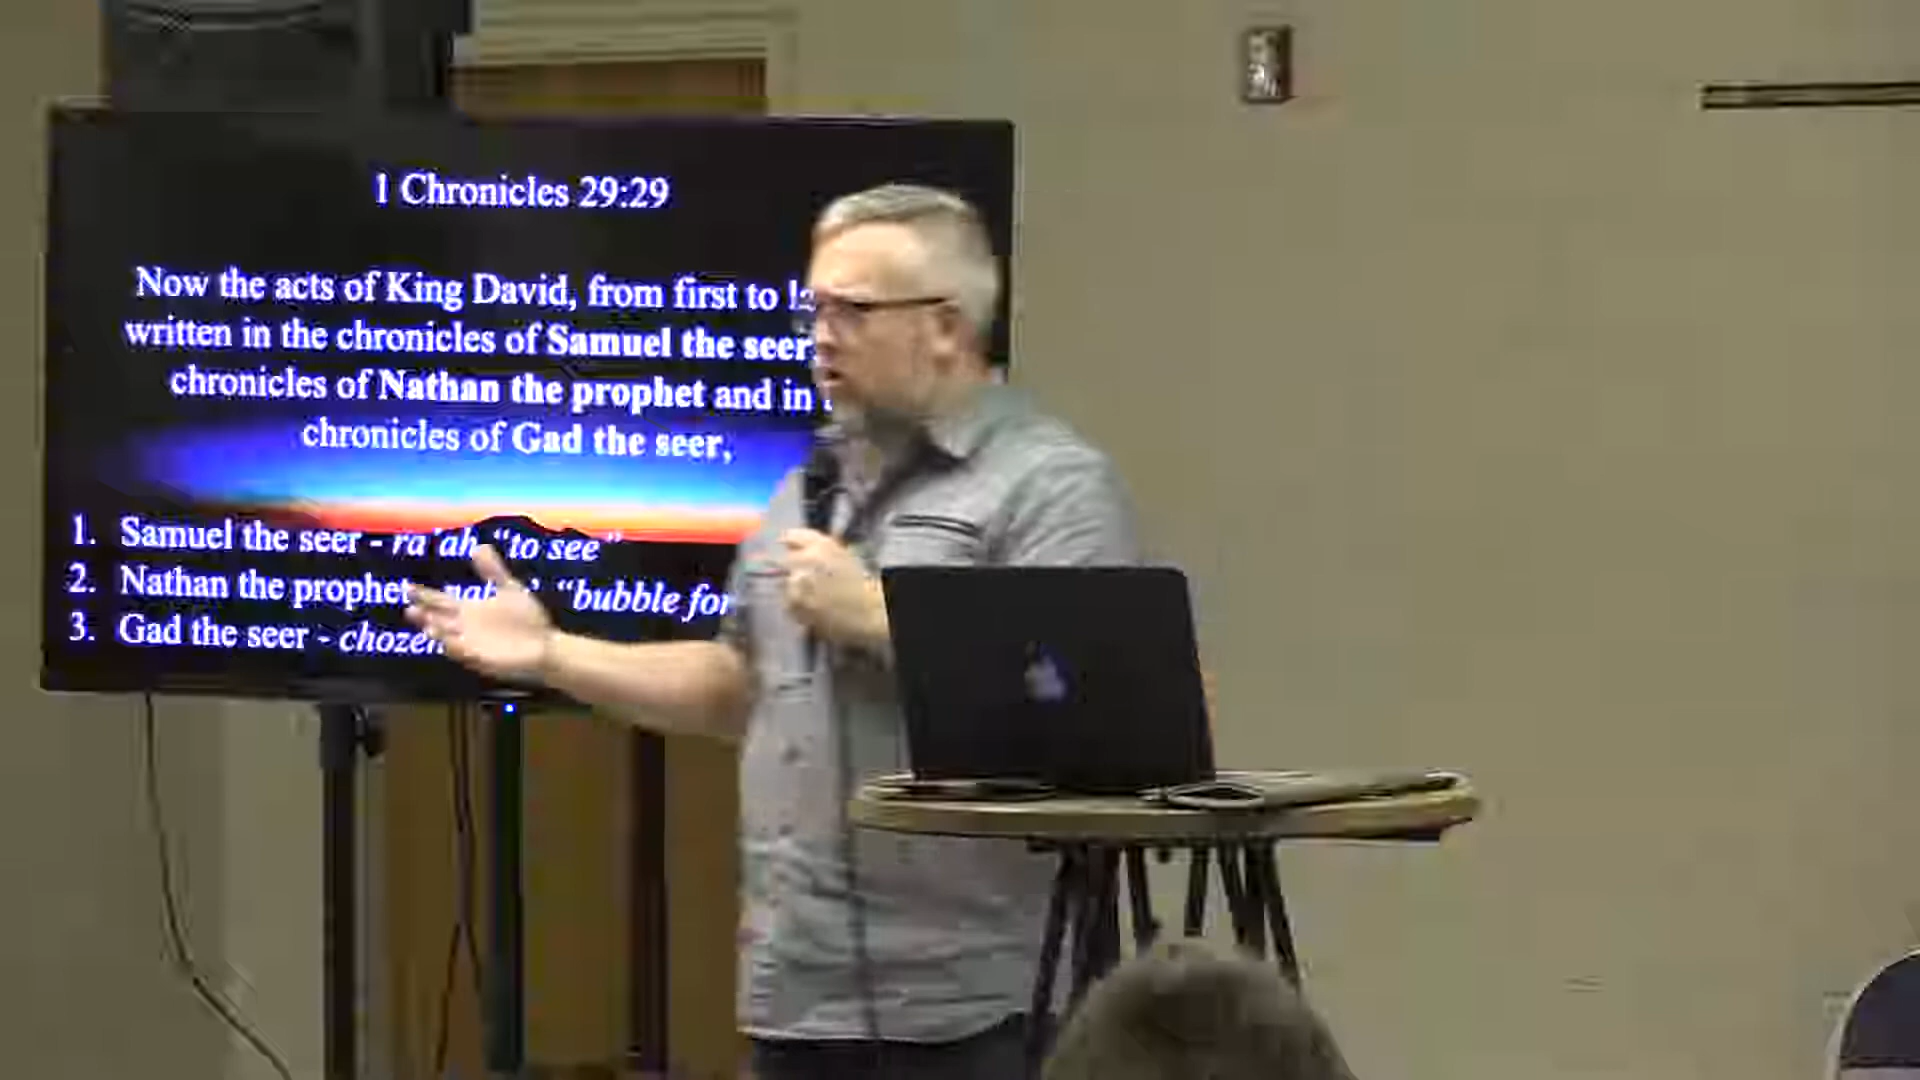 1 Chronicles 29:29
Now the acts of King David, from first to
written in the chronicles of Samuel the seer,
chronicles of Nathan the prophet and in
chronicles of Gad the seer,
1. Samuel the seer - ra'ah "to see"
2. Nathan the prophet "bubble
3. Gad the seer -